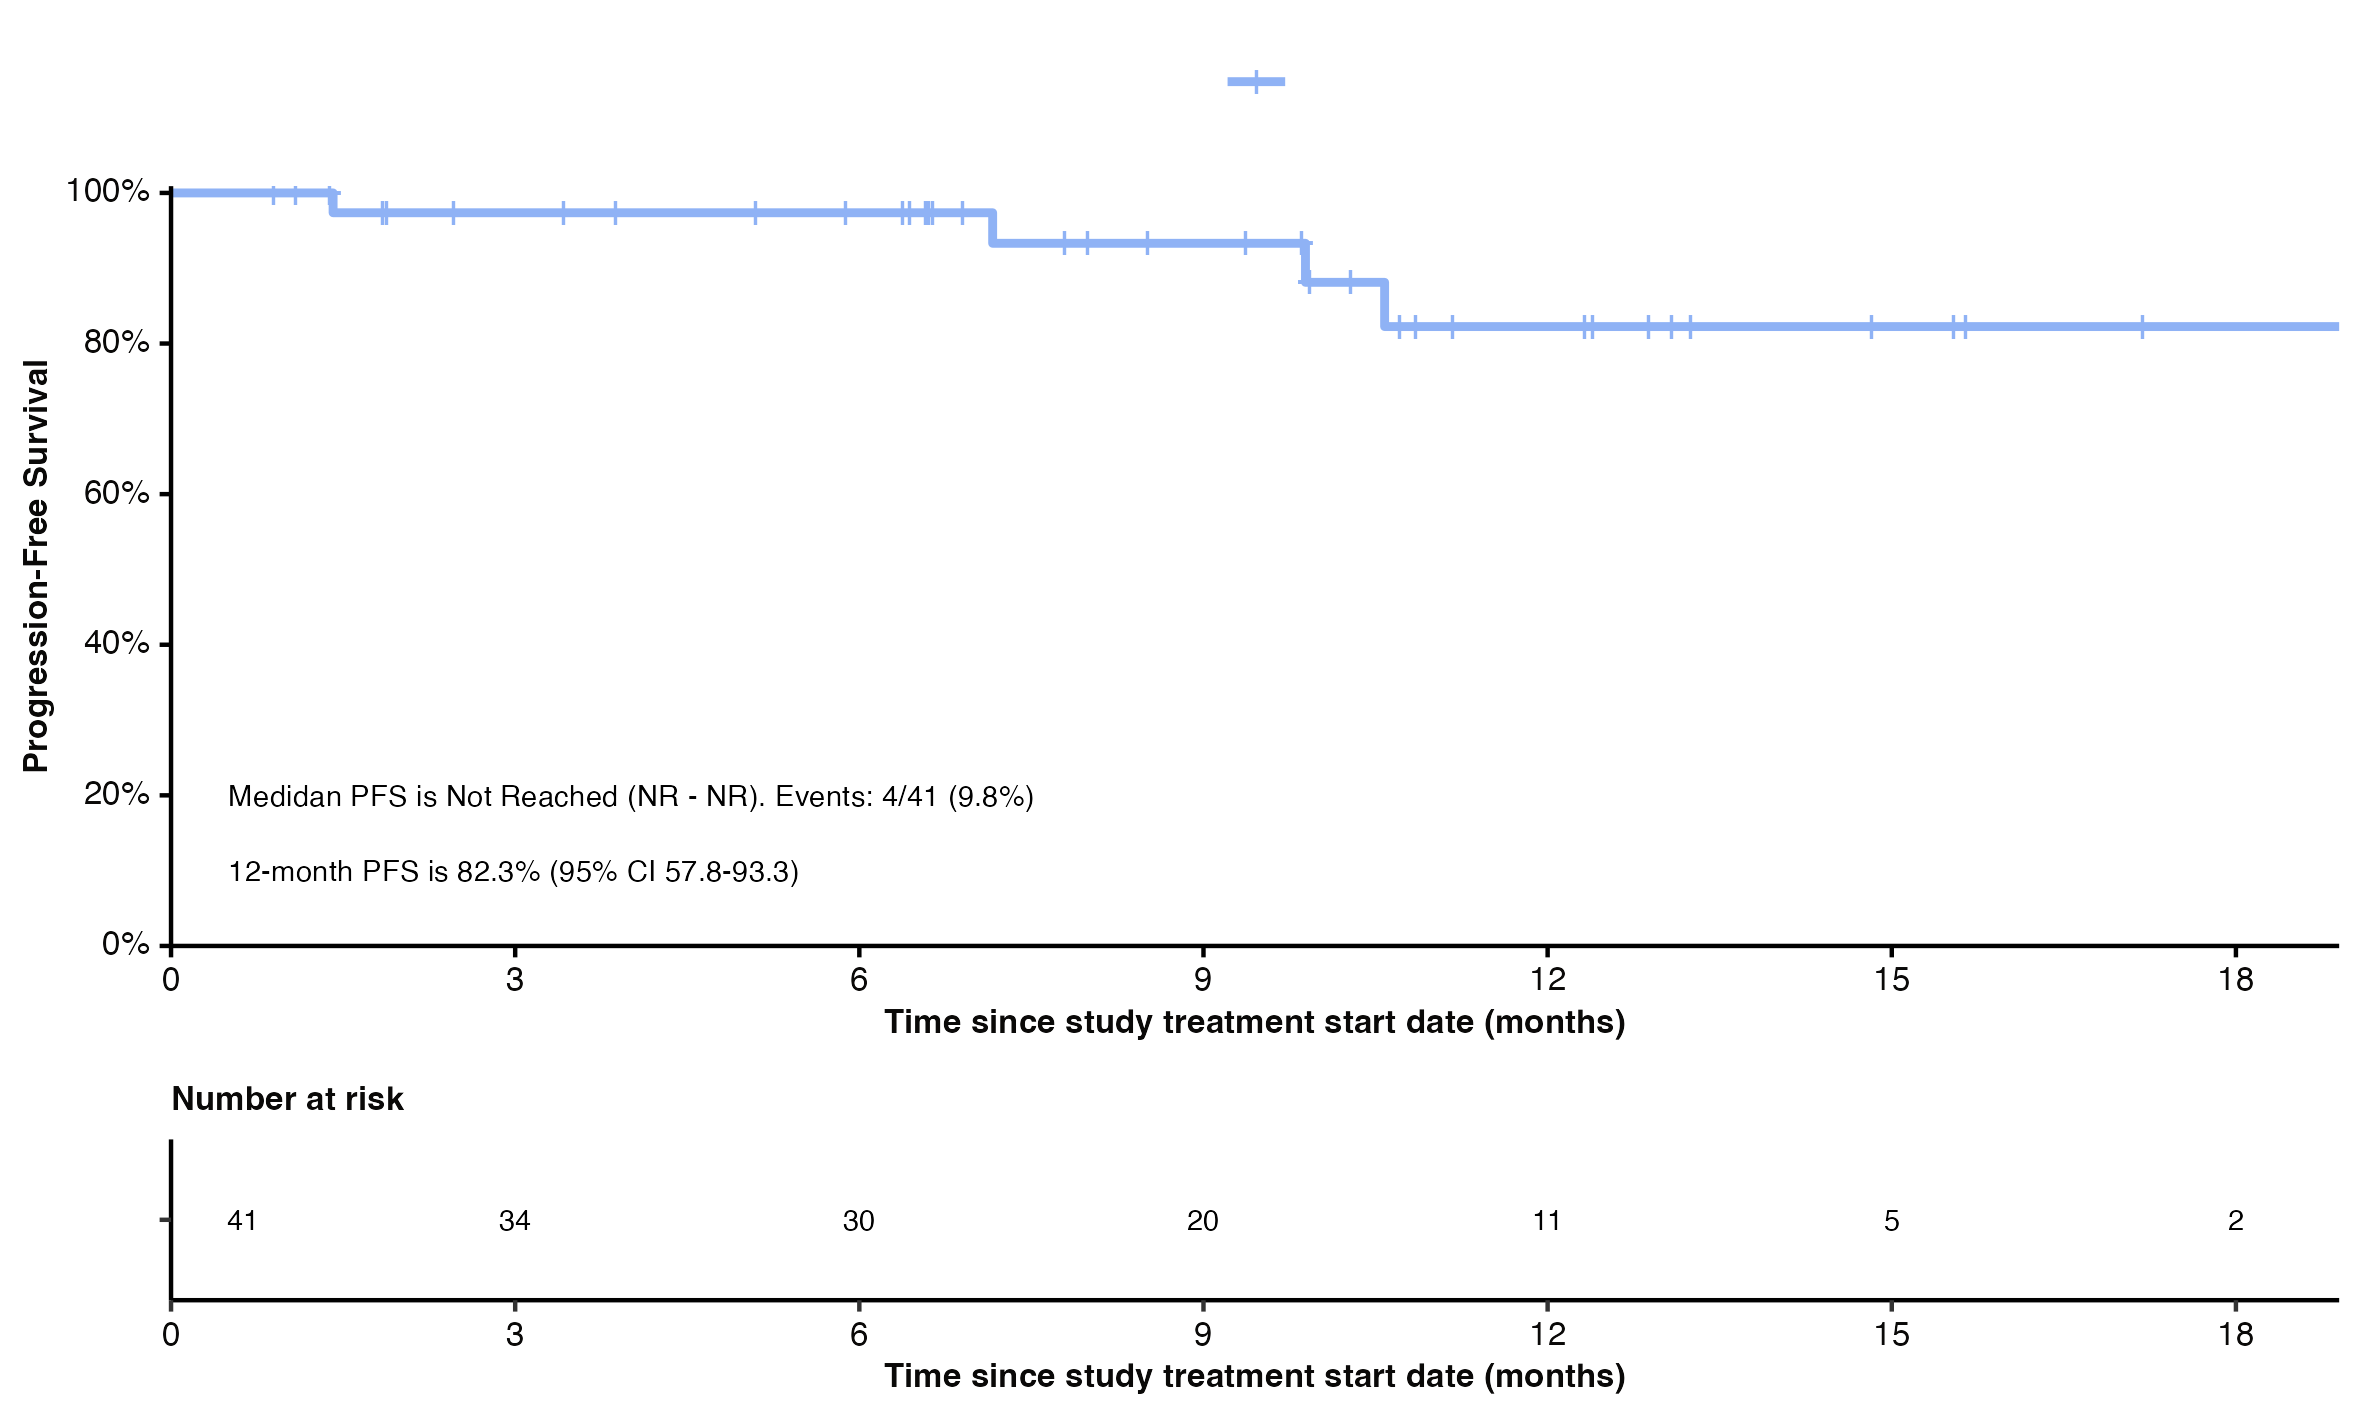 100%
80%
60%
40%
20%
0%
Progression-Free Survival
Medidan PFS is Not Reached (NR - NR). Events: 4/41 (9.8%)
12-month PFS is 82.3% (95% CI 57.8-93.3)
0 3 6 9 12 15 18
Time since study treatment start date (months)
Number at risk
41 34 30 20 11 5 2
0 3 6 9 12 15 18
Time since study treatment start date (months)